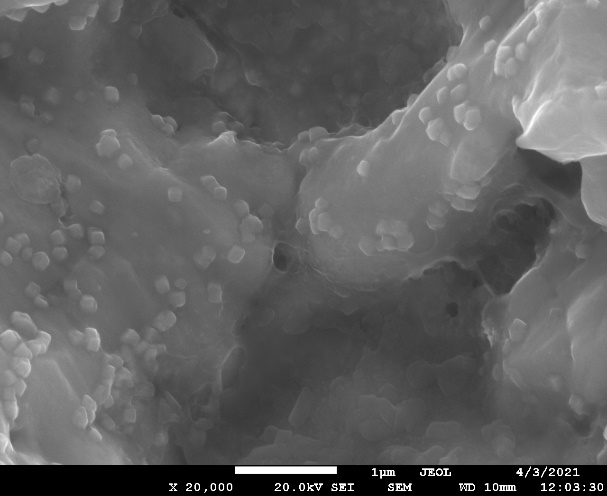 1µm JEOL 4/3/2021
X 20,000 20.0kV SEI SEM WD 10mm 12:03:30